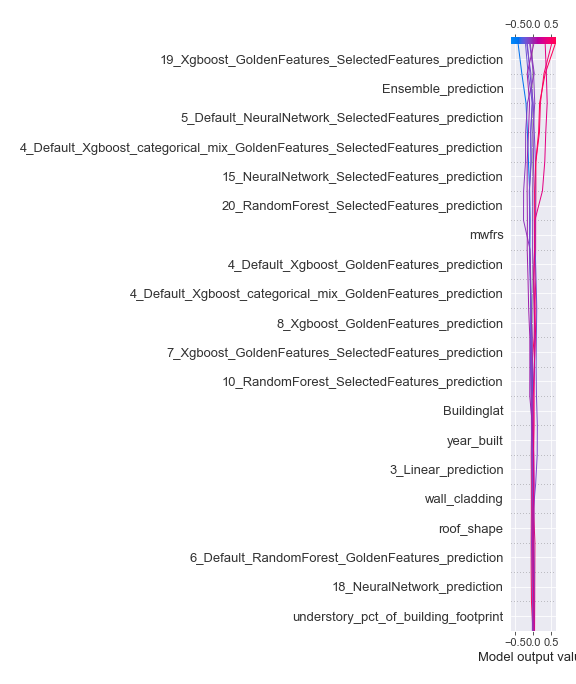 −0.50.0 0.5
19_Xgboost_GoldenFeatures_SelectedFeatures_prediction
Ensemble_prediction
5_Default_NeuralNetwork_SelectedFeatures_prediction
4_Default_Xgboost_categorical_mix_GoldenFeatures_SelectedFeatures_prediction
15_NeuralNetwork_SelectedFeatures_prediction
20_RandomForest_SelectedFeatures_prediction
mwfrs
4_Default_Xgboost_GoldenFeatures_prediction
4_Default_Xgboost_categorical_mix_GoldenFeatures_prediction
8_Xgboost_GoldenFeatures_prediction
7_Xgboost_GoldenFeatures_SelectedFeatures_prediction
10_RandomForest_SelectedFeatures_prediction
Buildinglat
year_built
3_Linear_prediction
wall_cladding
roof_shape
6_Default_RandomForest_GoldenFeatures_prediction
18_NeuralNetwork_prediction
understory_pct_of_building_footprint
−0.50.0 0.5
Model output valu